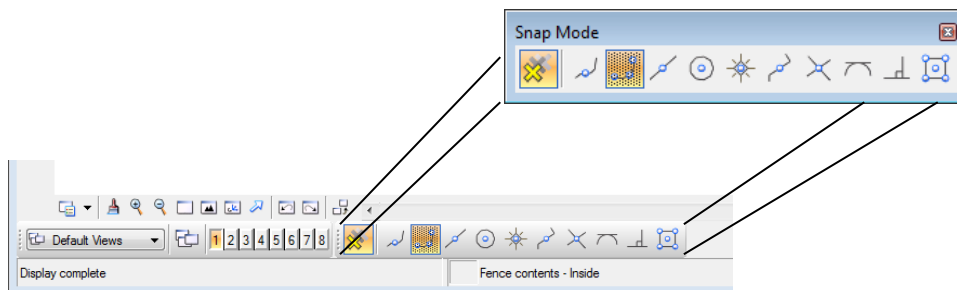 Snap Mode
Default Views
1 2 3 4 5 6 7 8
Display complete
Fence contents - Inside